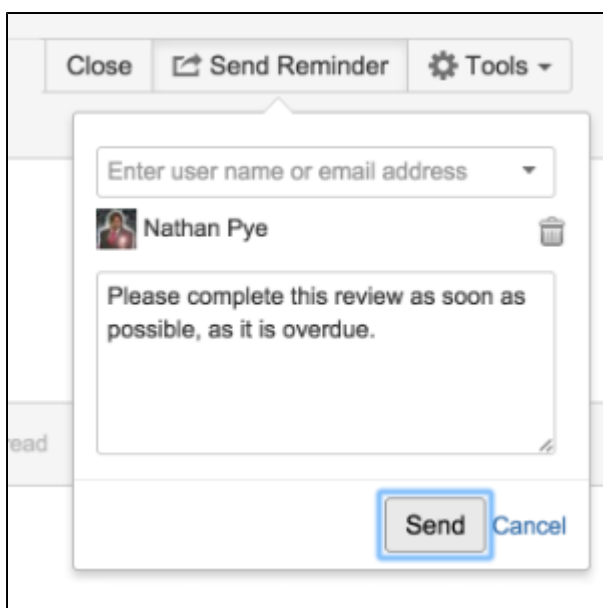 Close Send Reminder Tools
Enter user name or email address
Nathan Pye
Please complete this review as soon as
possible, as it is overdue.
ead
Send Cancel